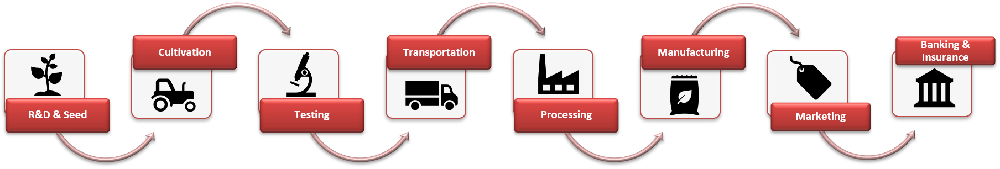 R&D & Seed
Cultivation
Testing
Transportation
Processing
Manufacturing
Marketing
Banking &
Insurance